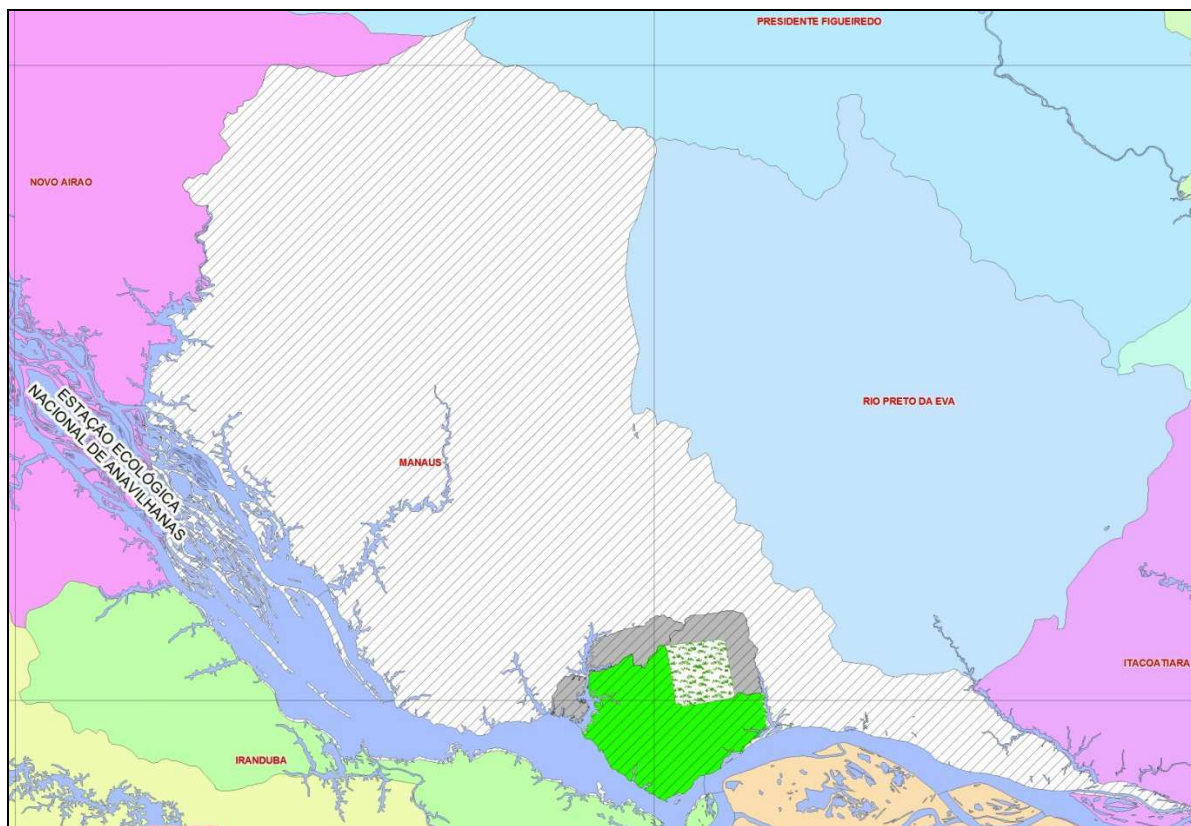 PRESIDENTE FIGUEIREDO
NOVO AIRAO
RIO PRETO DA EVA
ESTAÇÃO ECOLÓGICA
NACIONAL DE ANAVILHANAS
MANAUS
ITACOATIARA
IRANDUBA